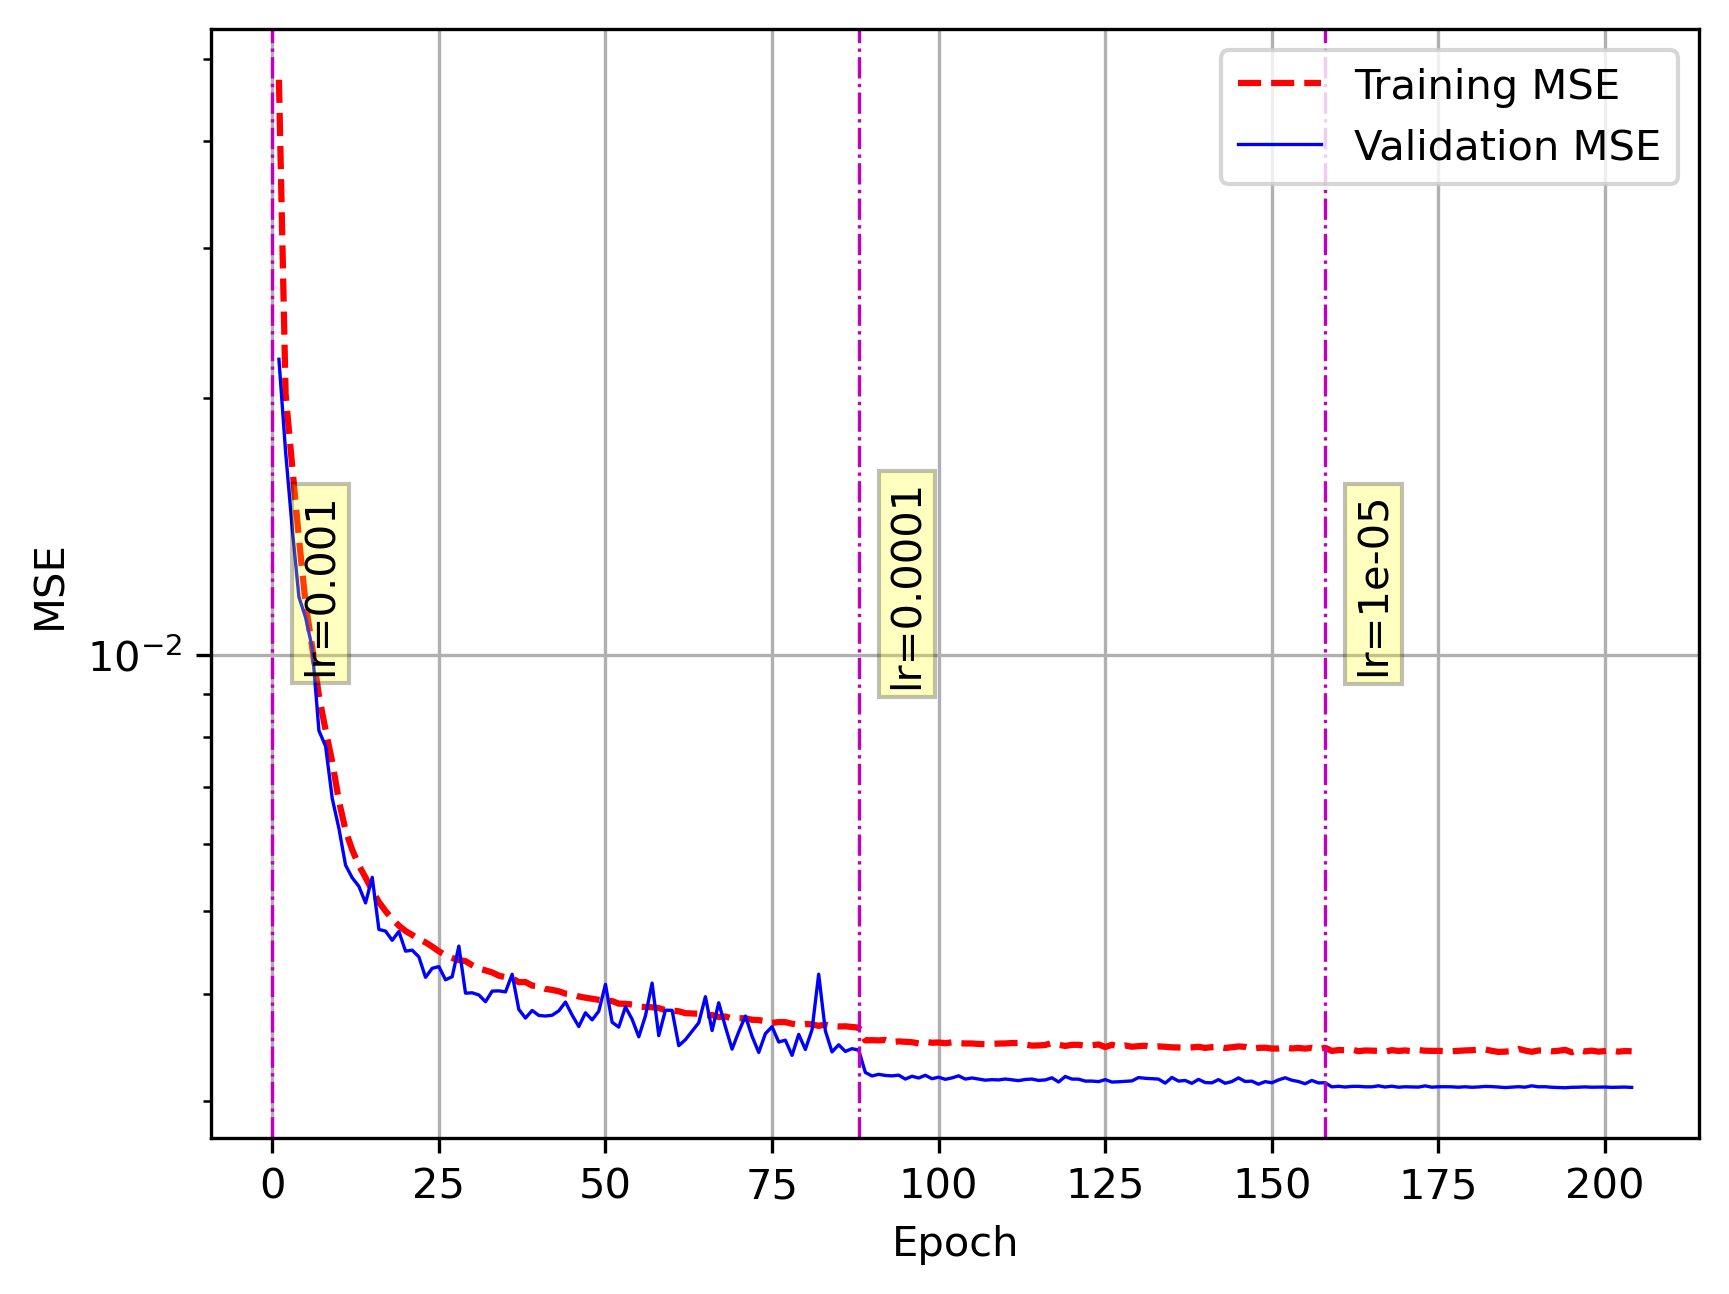 Training MSE
Validation MSE
MSE
10⁻²
lr=0.001
lr=0.0001
lr=1e-05
0 25 50 75 100 125 150 175 200
Epoch